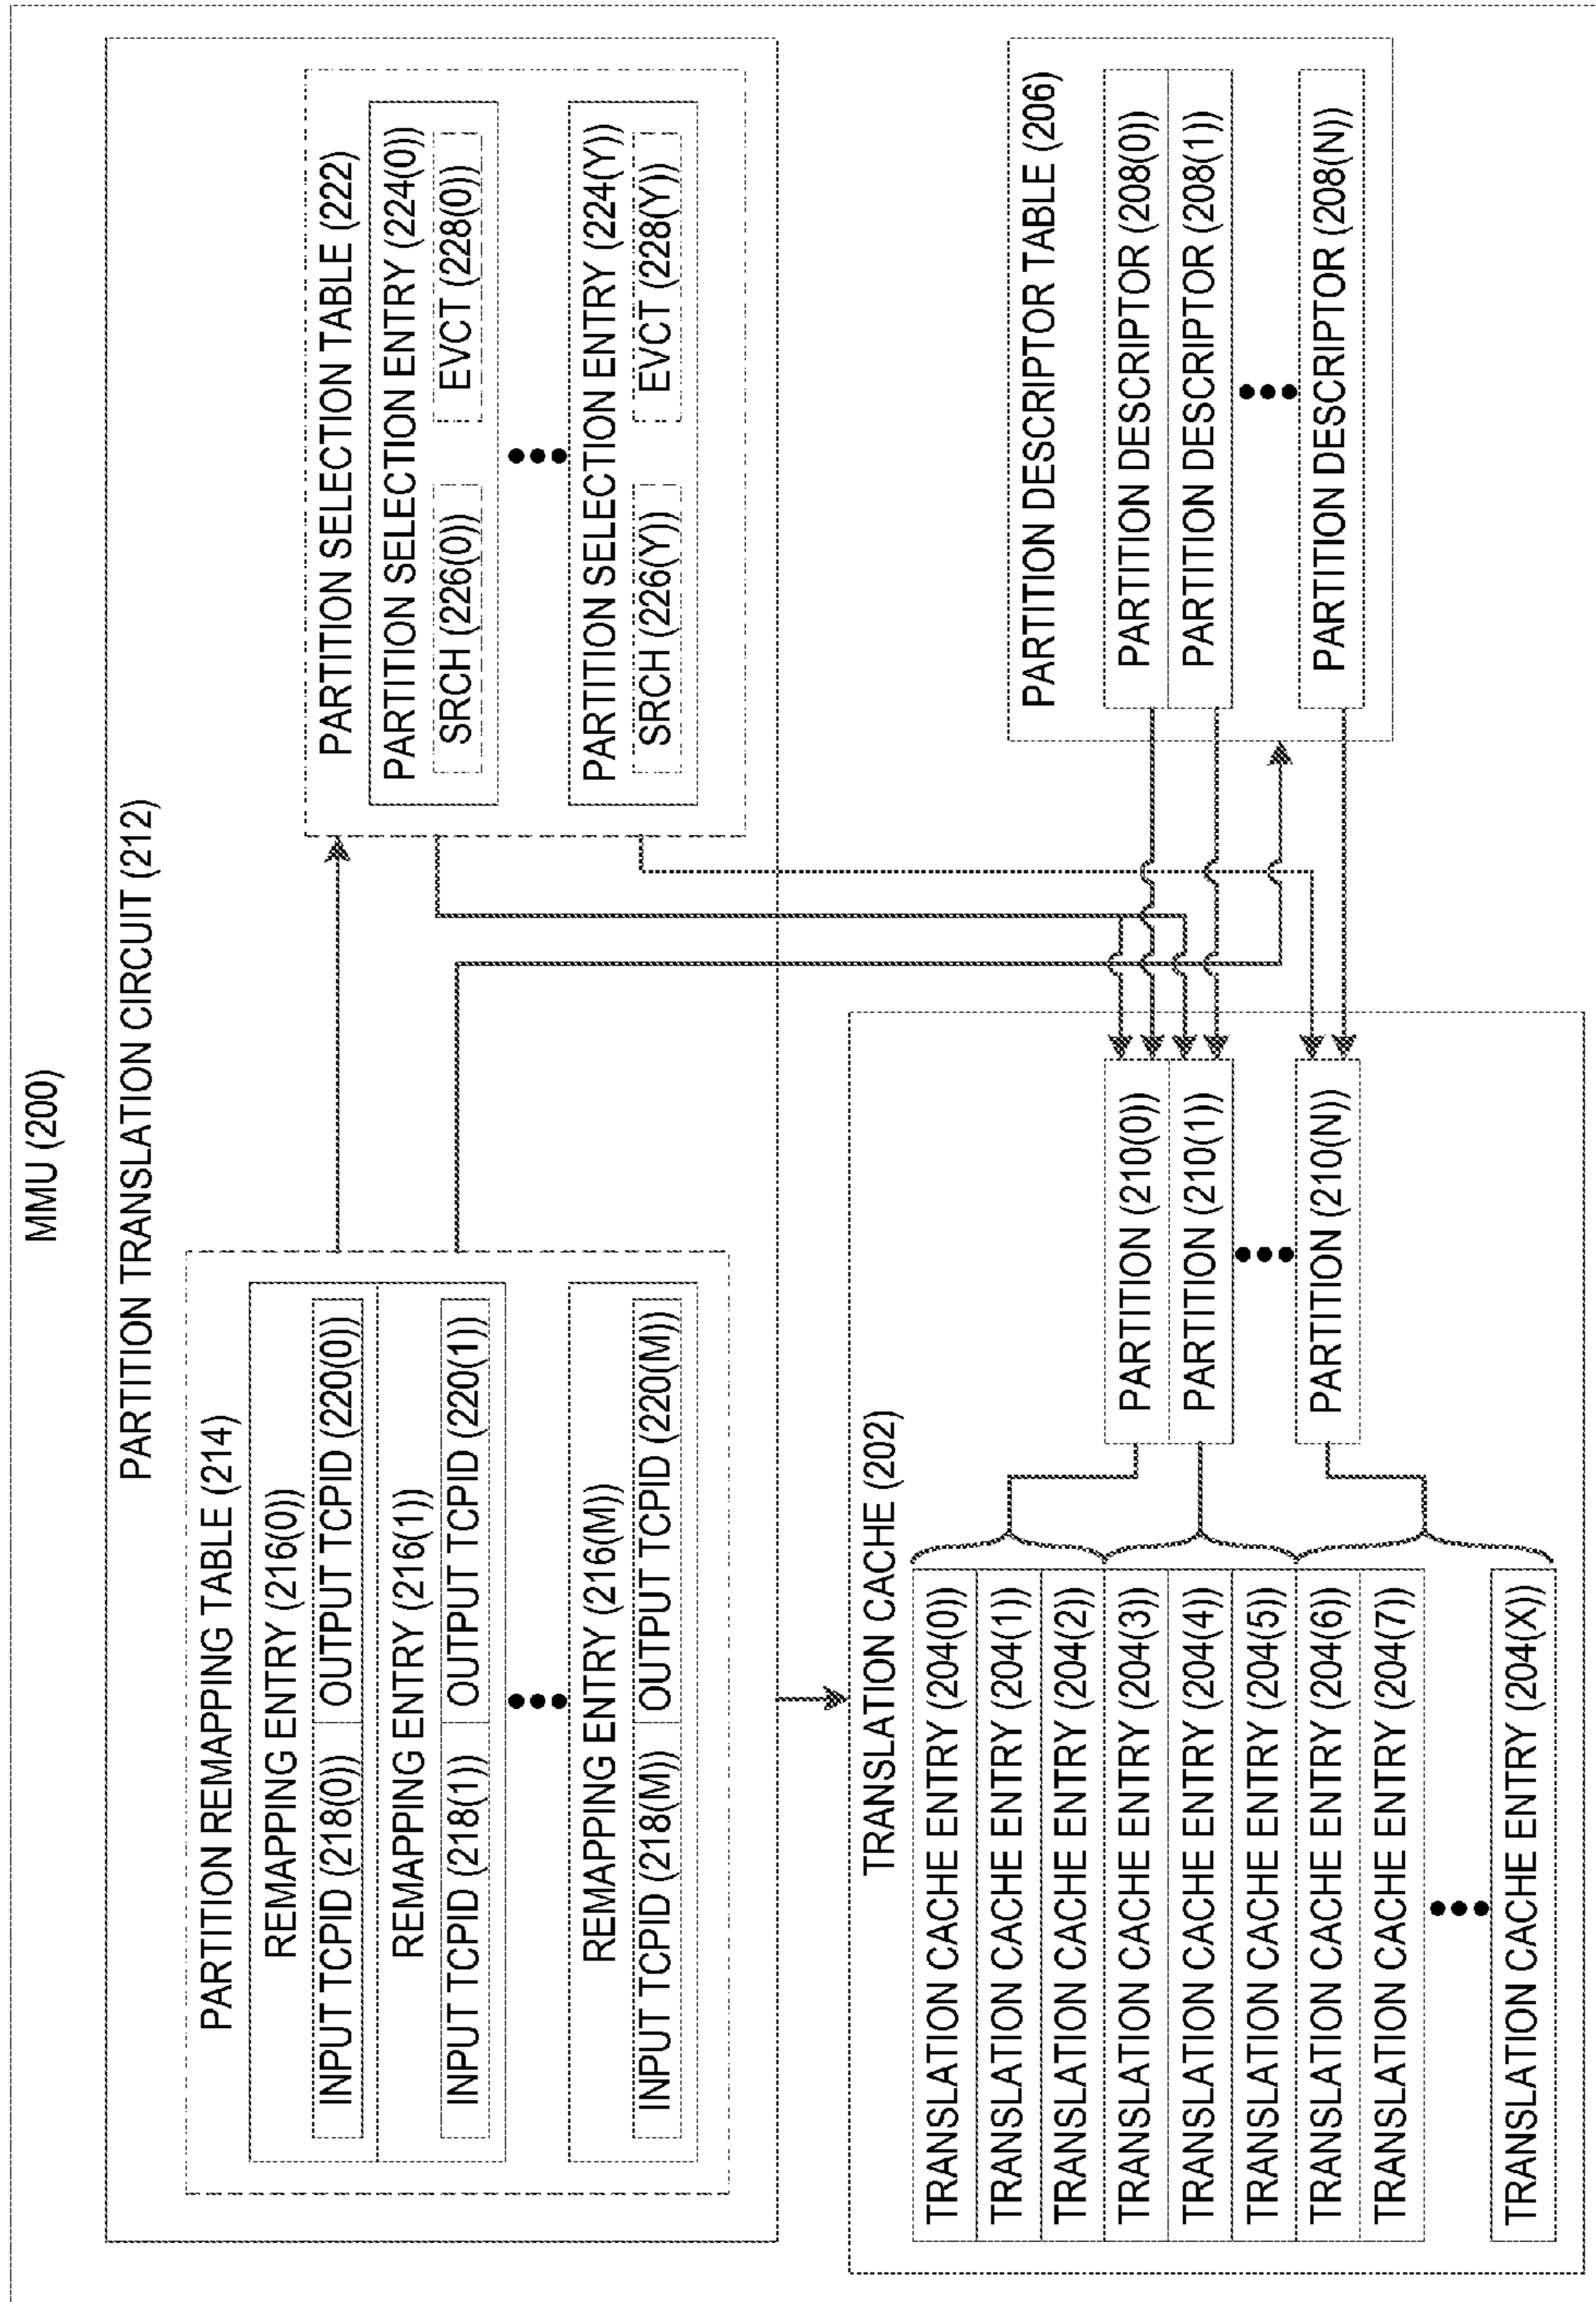 MMU (200)
PARTITION TRANSLATION CIRCUIT (212)
PARTITION REMAPPING TABLE (214)
REMAPPING ENTRY (216(0))
INPUT TCPID (218(0)) OUTPUT TCPID (220(0))
REMAPPING ENTRY (216(1))
INPUT TCPID (218(1)) OUTPUT TCPID (220(1))
REMAPPING ENTRY (216(M))
INPUT TCPID (218(M)) OUTPUT TCPID (220(M))
PARTITION SELECTION TABLE (222)
PARTITION SELECTION ENTRY (224(0))
SRCH (226(0)) EVCT (228(0))
PARTITION SELECTION ENTRY (224(Y))
SRCH (226(Y)) EVCT (228(Y))
TRANSLATION CACHE (202)
TRANSLATION CACHE ENTRY (204(0))
TRANSLATION CACHE ENTRY (204(1))
TRANSLATION CACHE ENTRY (204(2))
TRANSLATION CACHE ENTRY (204(3))
TRANSLATION CACHE ENTRY (204(4))
TRANSLATION CACHE ENTRY (204(5))
TRANSLATION CACHE ENTRY (204(6))
TRANSLATION CACHE ENTRY (204(7))
TRANSLATION CACHE ENTRY (204(X))
PARTITION (210(0))
PARTITION (210(1))
PARTITION (210(N))
PARTITION DESCRIPTOR TABLE (206)
PARTITION DESCRIPTOR (208(0))
PARTITION DESCRIPTOR (208(1))
PARTITION DESCRIPTOR (208(N))